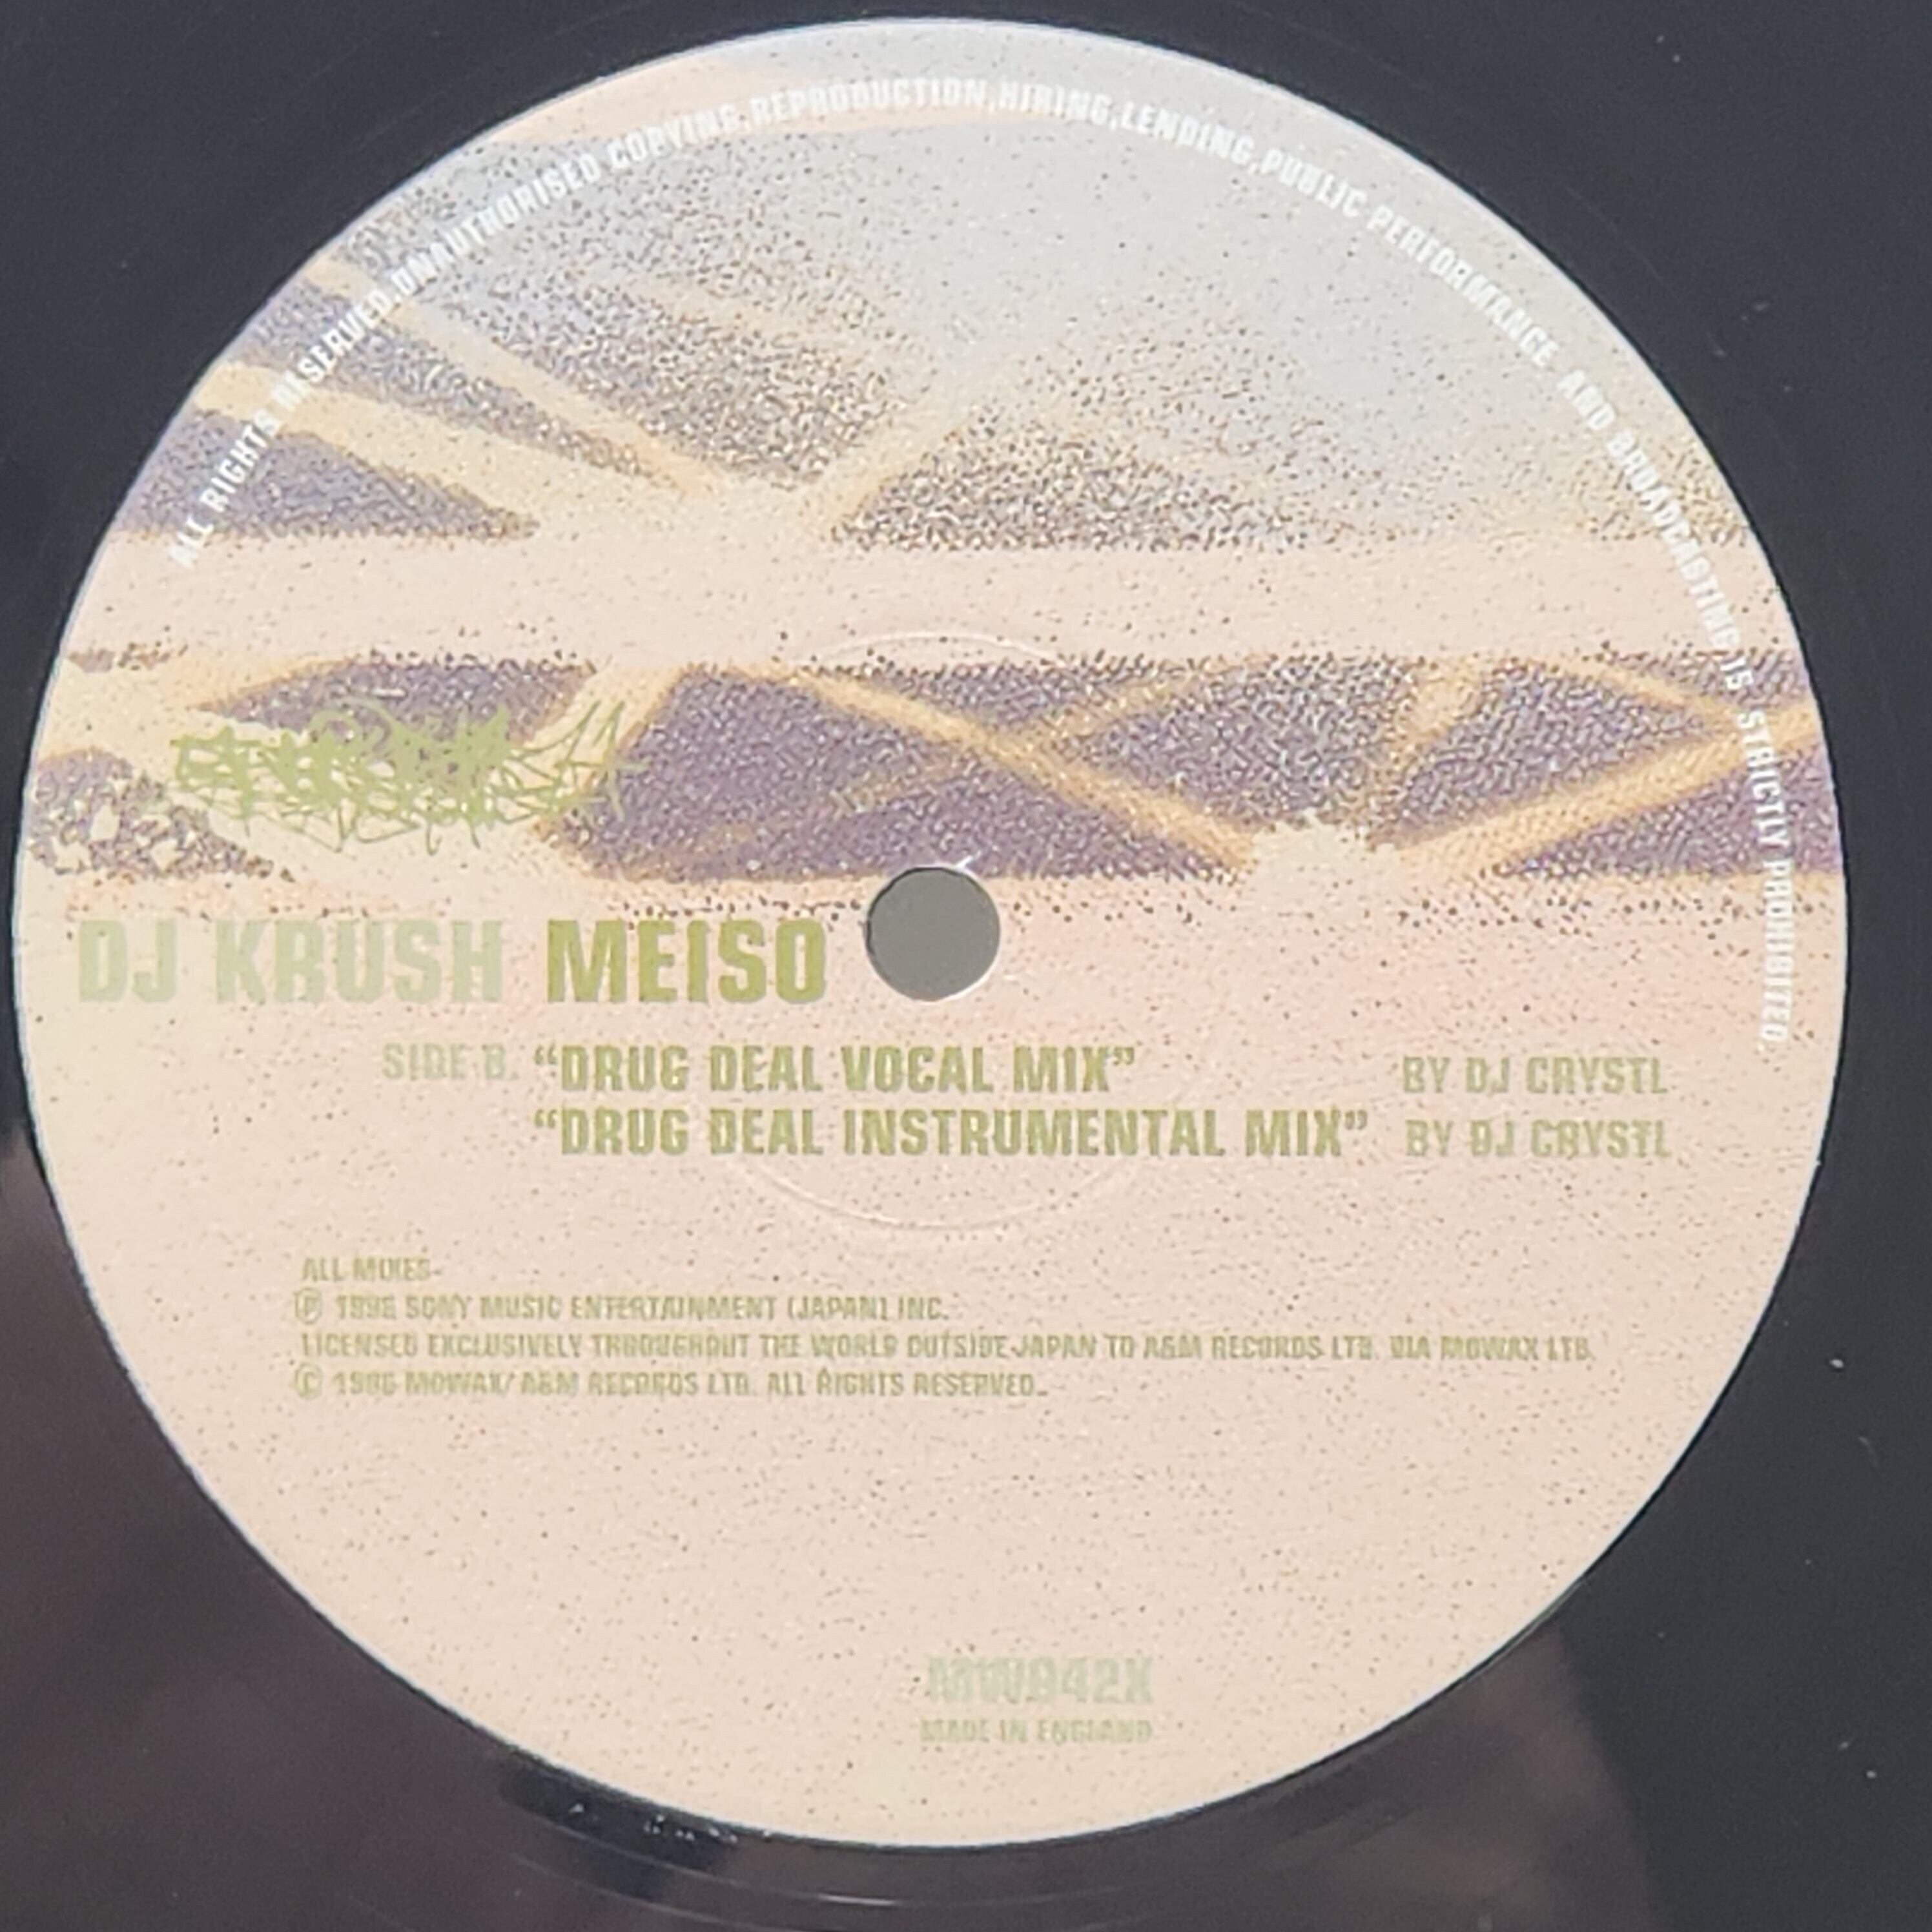 ALL RIGHTS RESERVED.UNAUTHORISED COPYING,REPRODUCTION,HIRING,LENDING,PUBLIC PERFORMANCE AND BROADCASTING IS STRICTLY PROHIBITED.
DJ KRUSH MEISO
SIDE B. “DRUG DEAL VOCAL MIX” BY DJ CRYSTL
“DRUG DEAL INSTRUMENTAL MIX” BY DJ CRYSTL
ALL MIXES-
℗ 1996 SONY MUSIC ENTERTAINMENT (JAPAN) INC.
LICENSED EXCLUSIVELY THROUGHOUT THE WORLD OUTSIDE JAPAN TO A&M RECORDS LTD. VIA MOWAX LTD.
© 1996 MOWAX/ A&M RECORDS LTD. ALL RIGHTS RESERVED.
MW042X
MADE IN ENGLAND